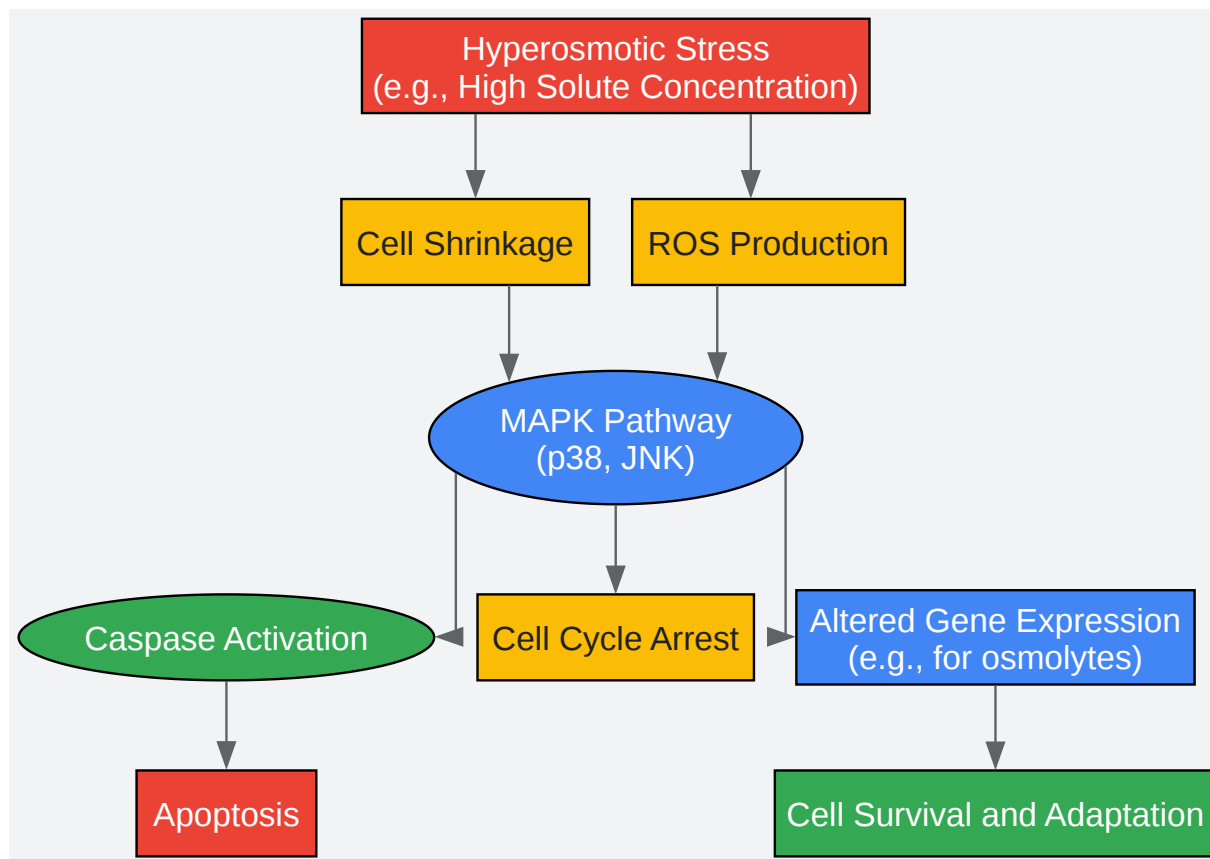 Hyperosmotic Stress
(e.g., High Solute Concentration)
Cell Shrinkage
ROS Production
MAPK Pathway
(p38, JNK)
Caspase Activation
Cell Cycle Arrest
Altered Gene Expression
(e.g., for osmolytes)
Apoptosis
Cell Survival and Adaptation